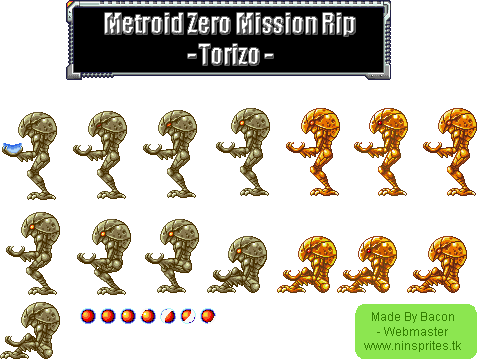 Metroid Zero Mission Rip
-Torizo -
Made By Bacon
- Webmaster
www.ninsprites.tk